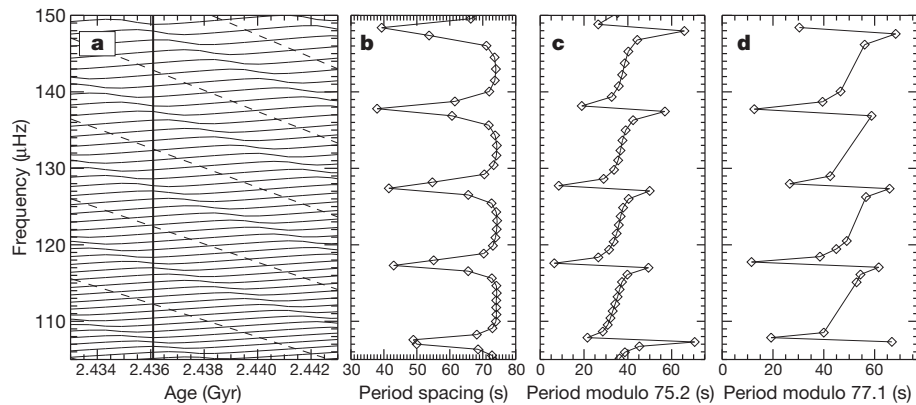 a
b
c
d
Frequency (μHz)
150
140
130
120
110
2.434 2.436 2.438 2.440 2.442
30 40 50 60 70 80
0 20 40 60
0 20 40 60
Age (Gyr)
Period spacing (s)
Period modulo 75.2 (s)
Period modulo 77.1 (s)